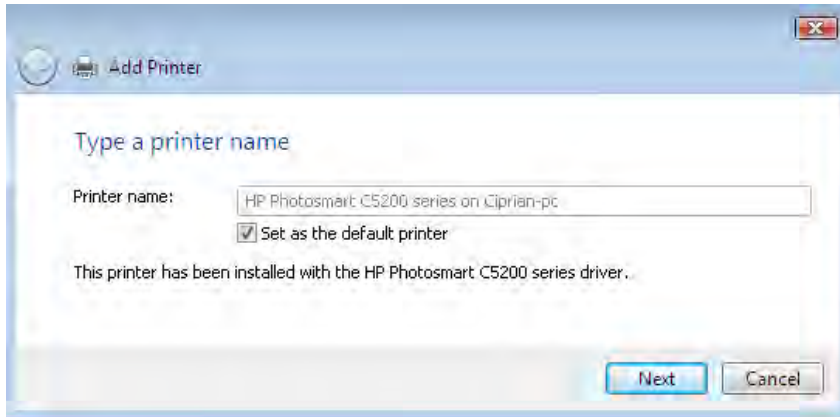 Add Printer
Type a printer name
Printer name: HP Photosmart C5200 series on Ciprian-pc
Set as the default printer
This printer has been installed with the HP Photosmart C5200 series driver.
Next Cancel